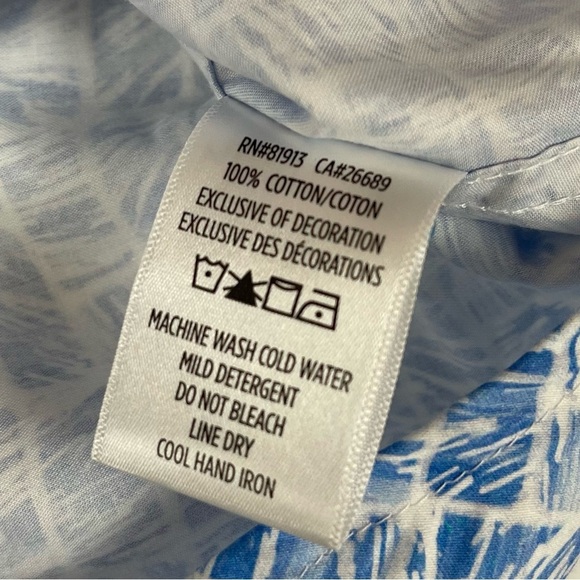 RN#81913 CA#26689
100% COTTON/COTON
EXCLUSIVE OF DECORATION
EXCLUSIVE DES DÉCORATIONS
MACHINE WASH COLD WATER
MILD DETERGENT
DO NOT BLEACH
LINE DRY
COOL HAND IRON